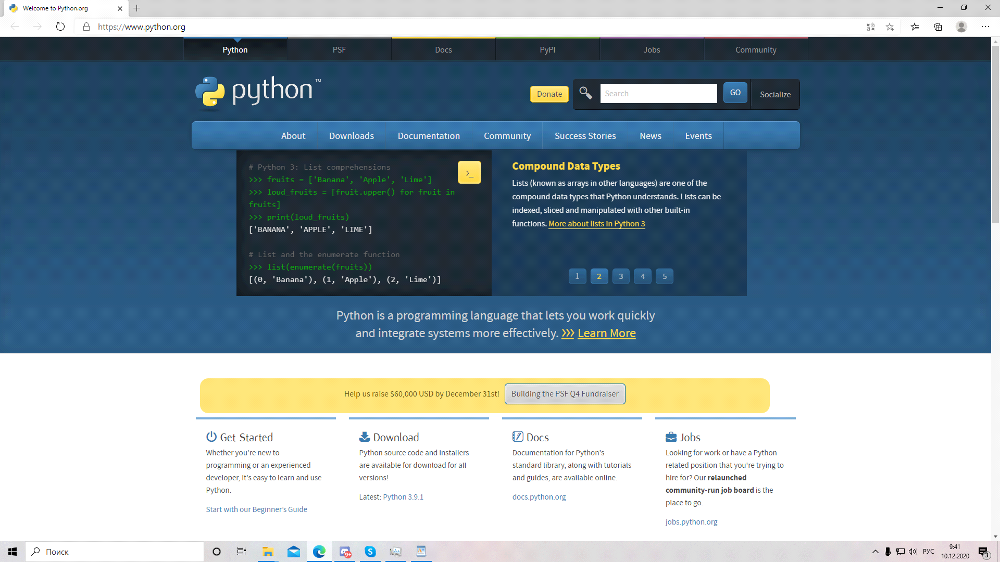 Welcome to Python.org
https://www.python.org
Python
PSF
Docs
PyPI
Jobs
Community
python™
Donate
Search
GO
Socialize
About
Downloads
Documentation
Community
Success Stories
News
Events
# Python 3: List comprehensions
>>> fruits = ['Banana', 'Apple', 'Lime']
>>> loud_fruits = [fruit.upper() for fruit in
fruits]
>>> print(loud_fruits)
['BANANA', 'APPLE', 'LIME']
# List and the enumerate function
>>> list(enumerate(fruits))
[(0, 'Banana'), (1, 'Apple'), (2, 'Lime')]
>_
Compound Data Types
Lists (known as arrays in other languages) are one of the
compound data types that Python understands. Lists can be
indexed, sliced and manipulated with other built-in
functions. More about lists in Python 3
1
2
3
4
5
Python is a programming language that lets you work quickly
and integrate systems more effectively. >>> Learn More
Help us raise $60,000 USD by December 31st!
Building the PSF Q4 Fundraiser
Get Started
Whether you're new to
programming or an experienced
developer, it's easy to learn and use
Python.
Start with our Beginner’s Guide
Download
Python source code and installers
are available for download for all
versions!
Latest: Python 3.9.1
Docs
Documentation for Python's
standard library, along with tutorials
and guides, are available online.
docs.python.org
Jobs
Looking for work or have a Python
related position that you're trying to
hire for? Our relaunched
community-run job board is the
place to go.
jobs.python.org
Поиск
9+
РУС
9:41
10.12.2020
3